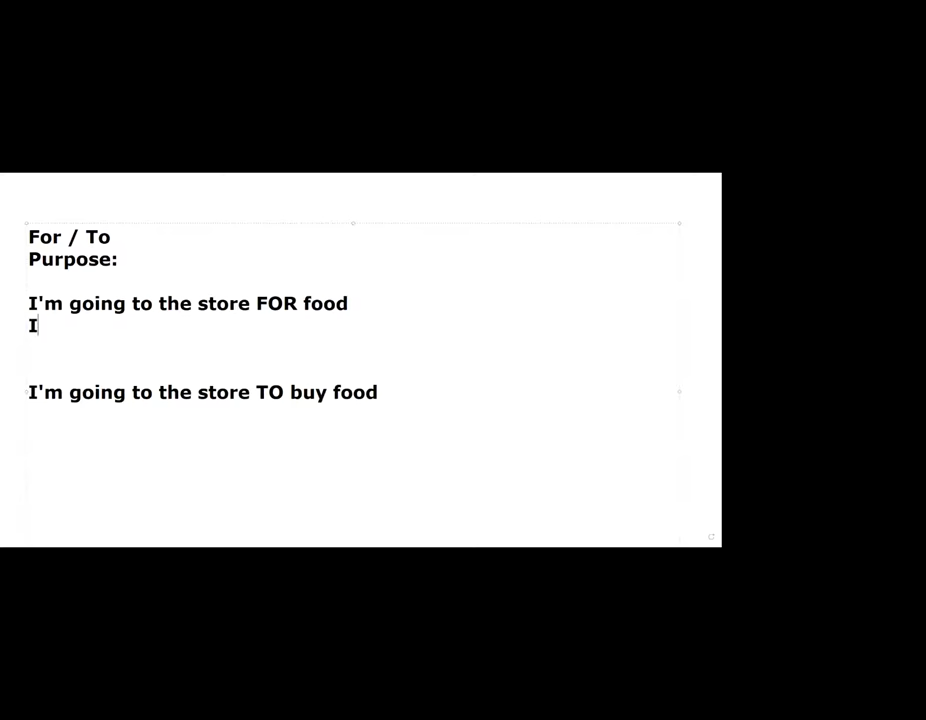 For / To
Purpose:
I'm going to the store FOR food
I
I'm going to the store TO buy food